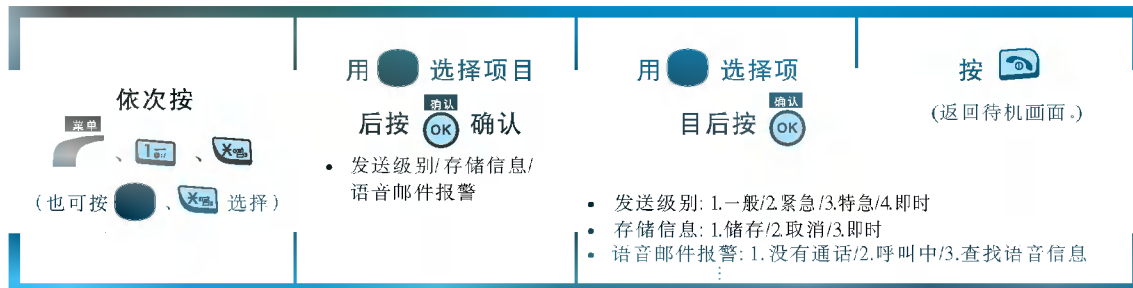 依次按
菜单
、1、
(也可按 、 选择)
用 选择项目
确认
后按 OK 确认
• 发送级别/存储信息/
语音邮件报警
用 选择项
确认
目后按 OK
• 发送级别: 1.一般/2.紧急/3.特急/4.即时
• 存储信息: 1.储存/2.取消/3.即时
• 语音邮件报警: 1.没有通话/2.呼叫中/3.查找语音信息
按
(返回待机画面。)